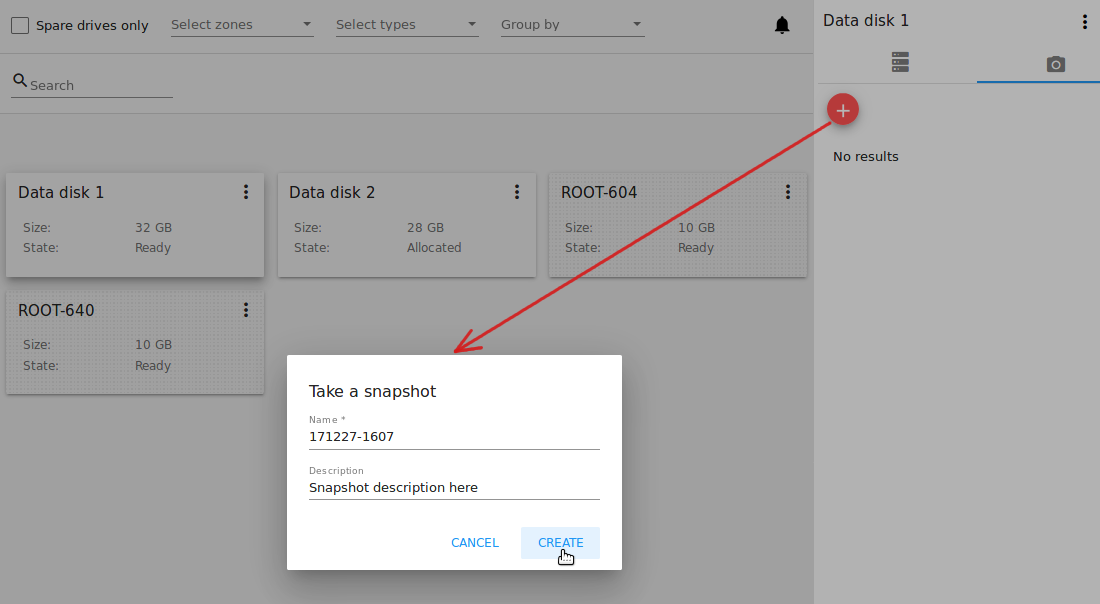 Spare drives only
Select zones
Select types
Group by
Data disk 1
Search
No results
Data disk 1
Size: 32 GB
State: Ready
Data disk 2
Size: 28 GB
State: Allocated
ROOT-604
Size: 10 GB
State: Ready
ROOT-640
Size: 10 GB
State: Ready
Take a snapshot
Name *
171227-1607
Description
Snapshot description here
CANCEL CREATE